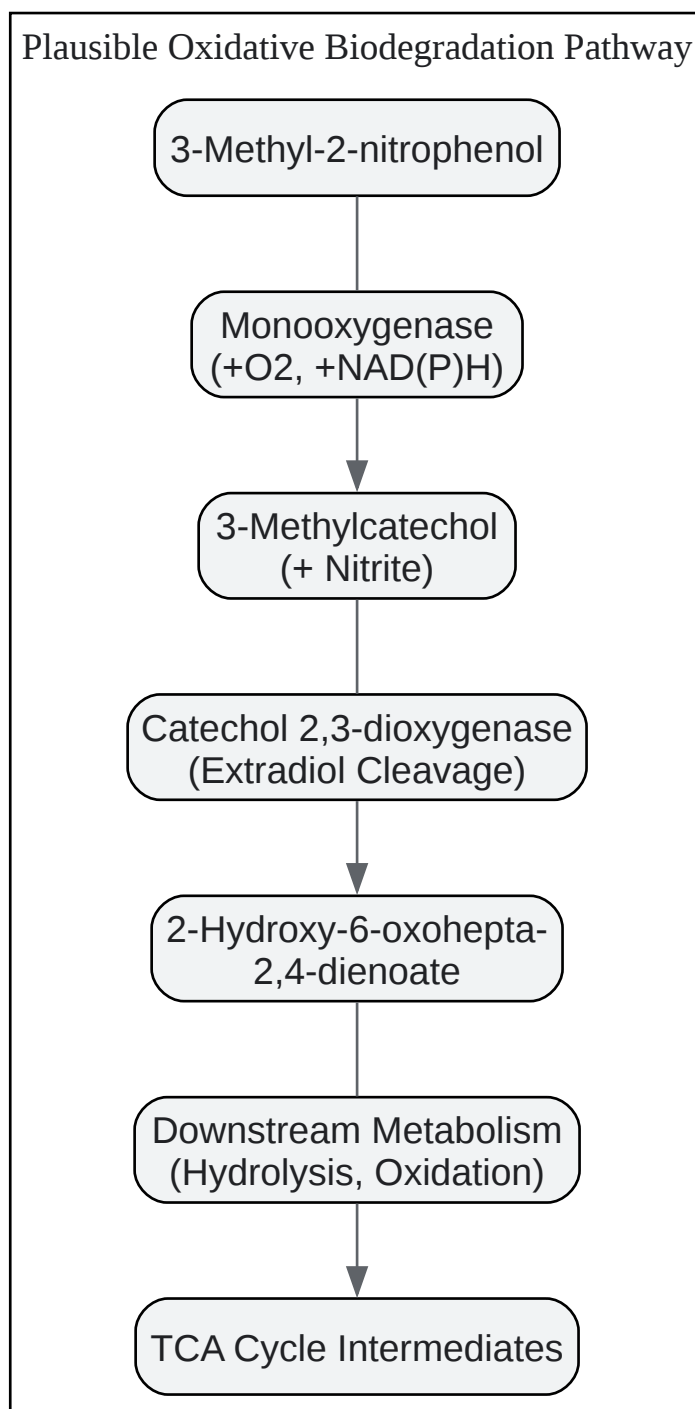 Plausible Oxidative Biodegradation Pathway
3-Methyl-2-nitrophenol
Monooxygenase
(+O2, +NAD(P)H)
3-Methylcatechol
(+ Nitrite)
Catechol 2,3-dioxygenase
(Extradiol Cleavage)
2-Hydroxy-6-oxohepta-
2,4-dienoate
Downstream Metabolism
(Hydrolysis, Oxidation)
TCA Cycle Intermediates